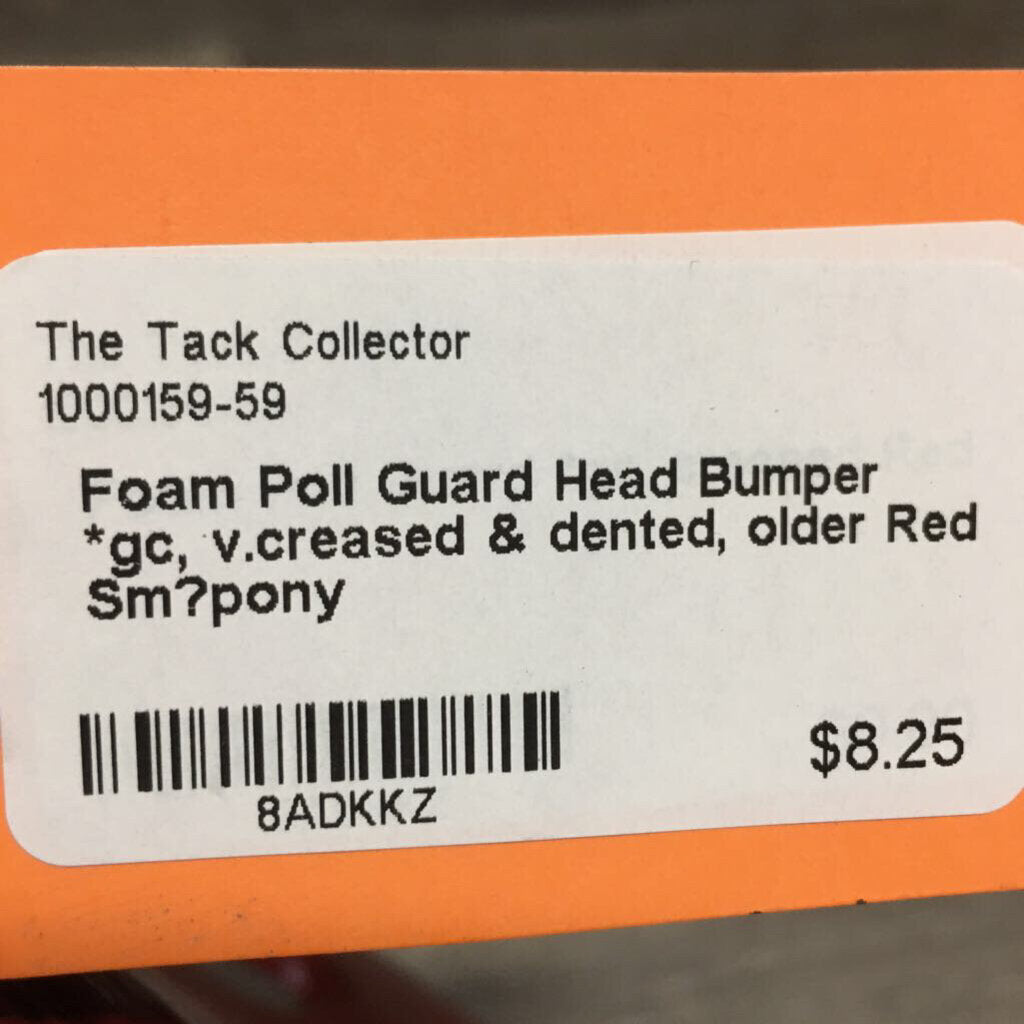 The Tack Collector
1000159-59
Foam Poll Guard Head Bumper
*gc, v.creased & dented, older Red
Sm?pony
8ADKKZ
$8.25